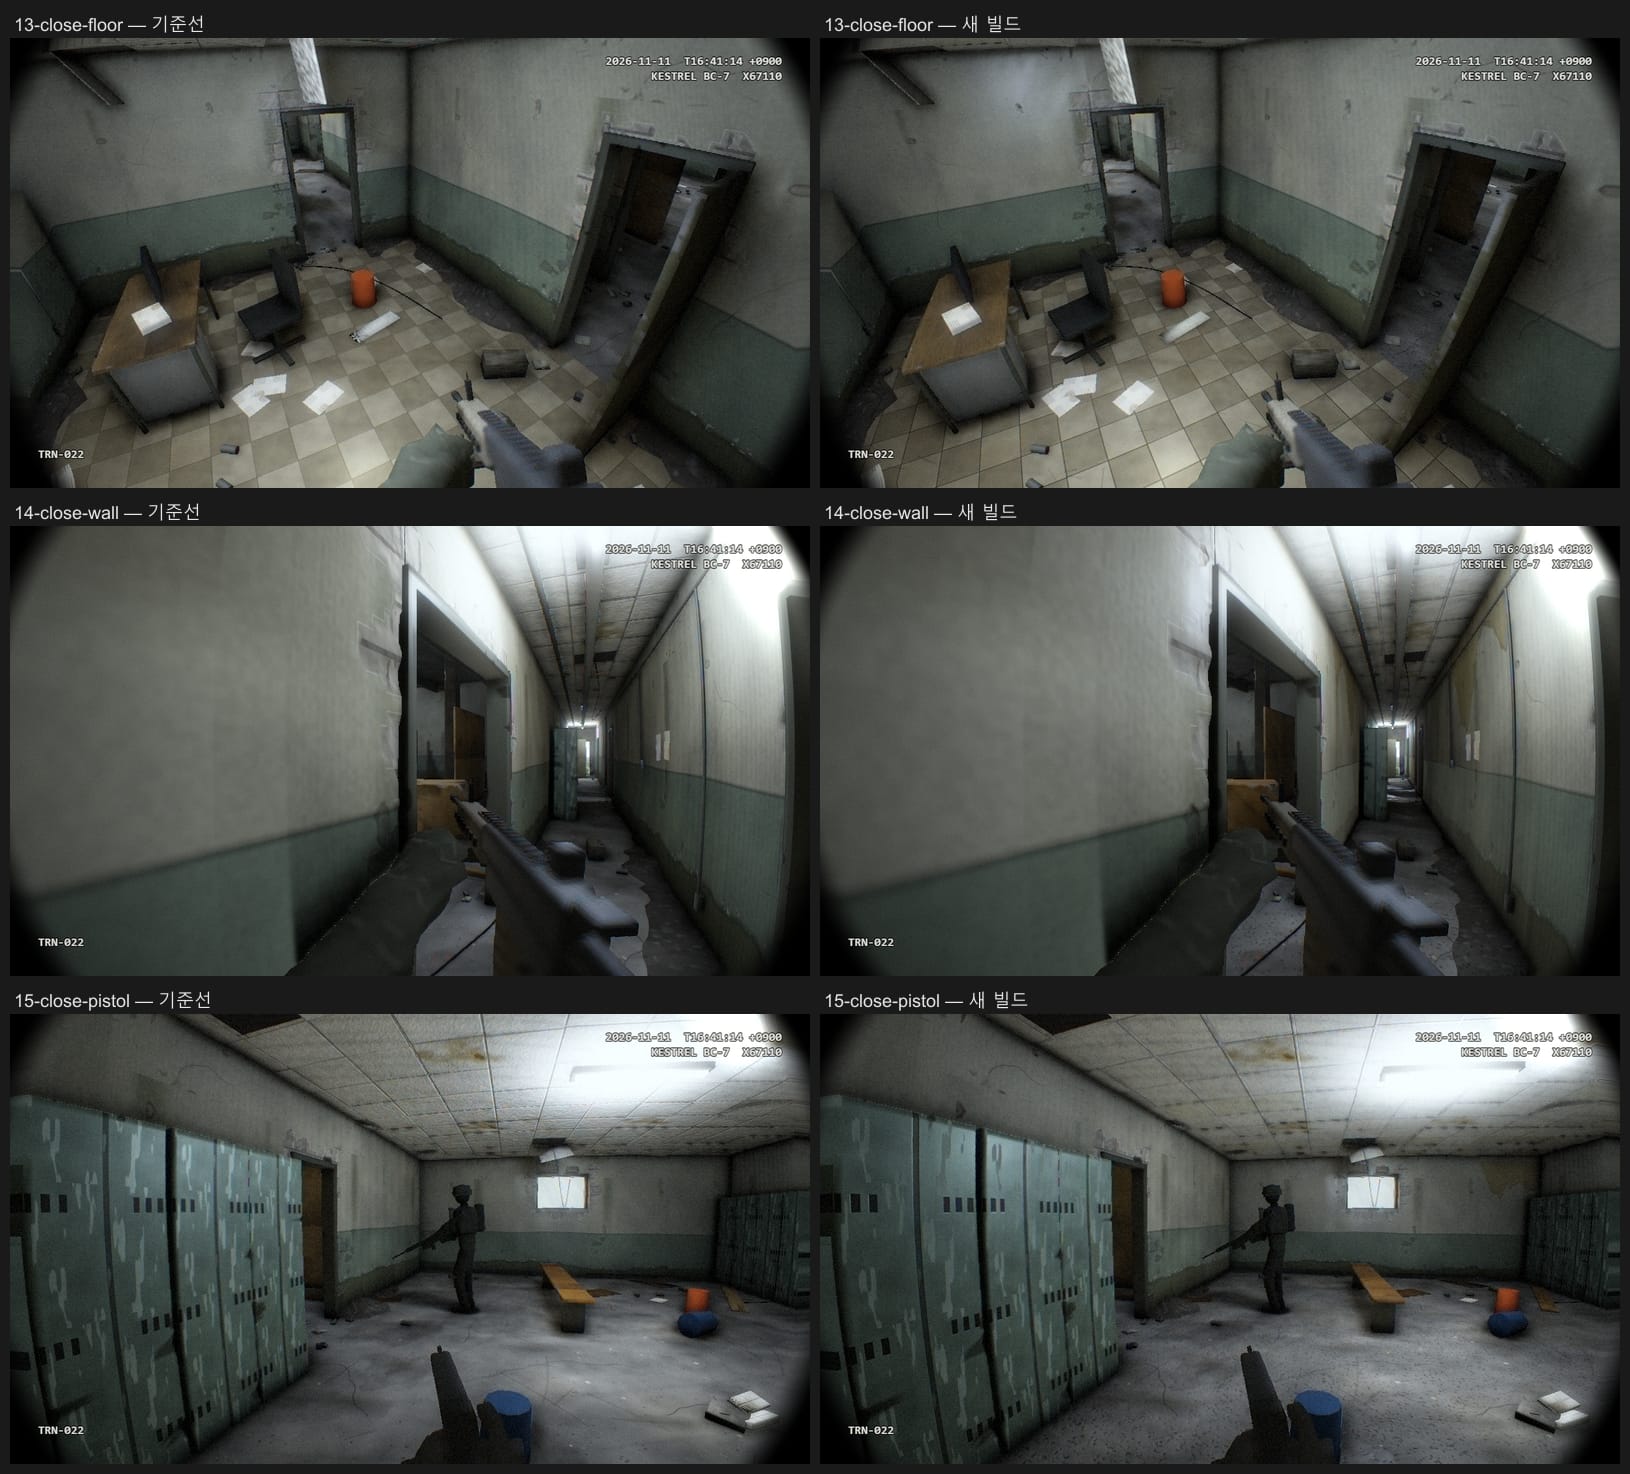 13-close-floor — 기준선
2026-11-11 T16:41:14 +0900
KESTREL BC-7 X67110
TRN-022
13-close-floor — 새 빌드
2026-11-11 T16:41:14 +0900
KESTREL BC-7 X67110
TRN-022
14-close-wall — 기준선
2026-11-11 T16:41:14 +0900
KESTREL BC-7 X67110
TRN-022
14-close-wall — 새 빌드
2026-11-11 T16:41:14 +0900
KESTREL BC-7 X67110
TRN-022
15-close-pistol — 기준선
2026-11-11 T16:41:14 +0900
KESTREL BC-7 X67110
TRN-022
15-close-pistol — 새 빌드
2026-11-11 T16:41:14 +0900
KESTREL BC-7 X67110
TRN-022